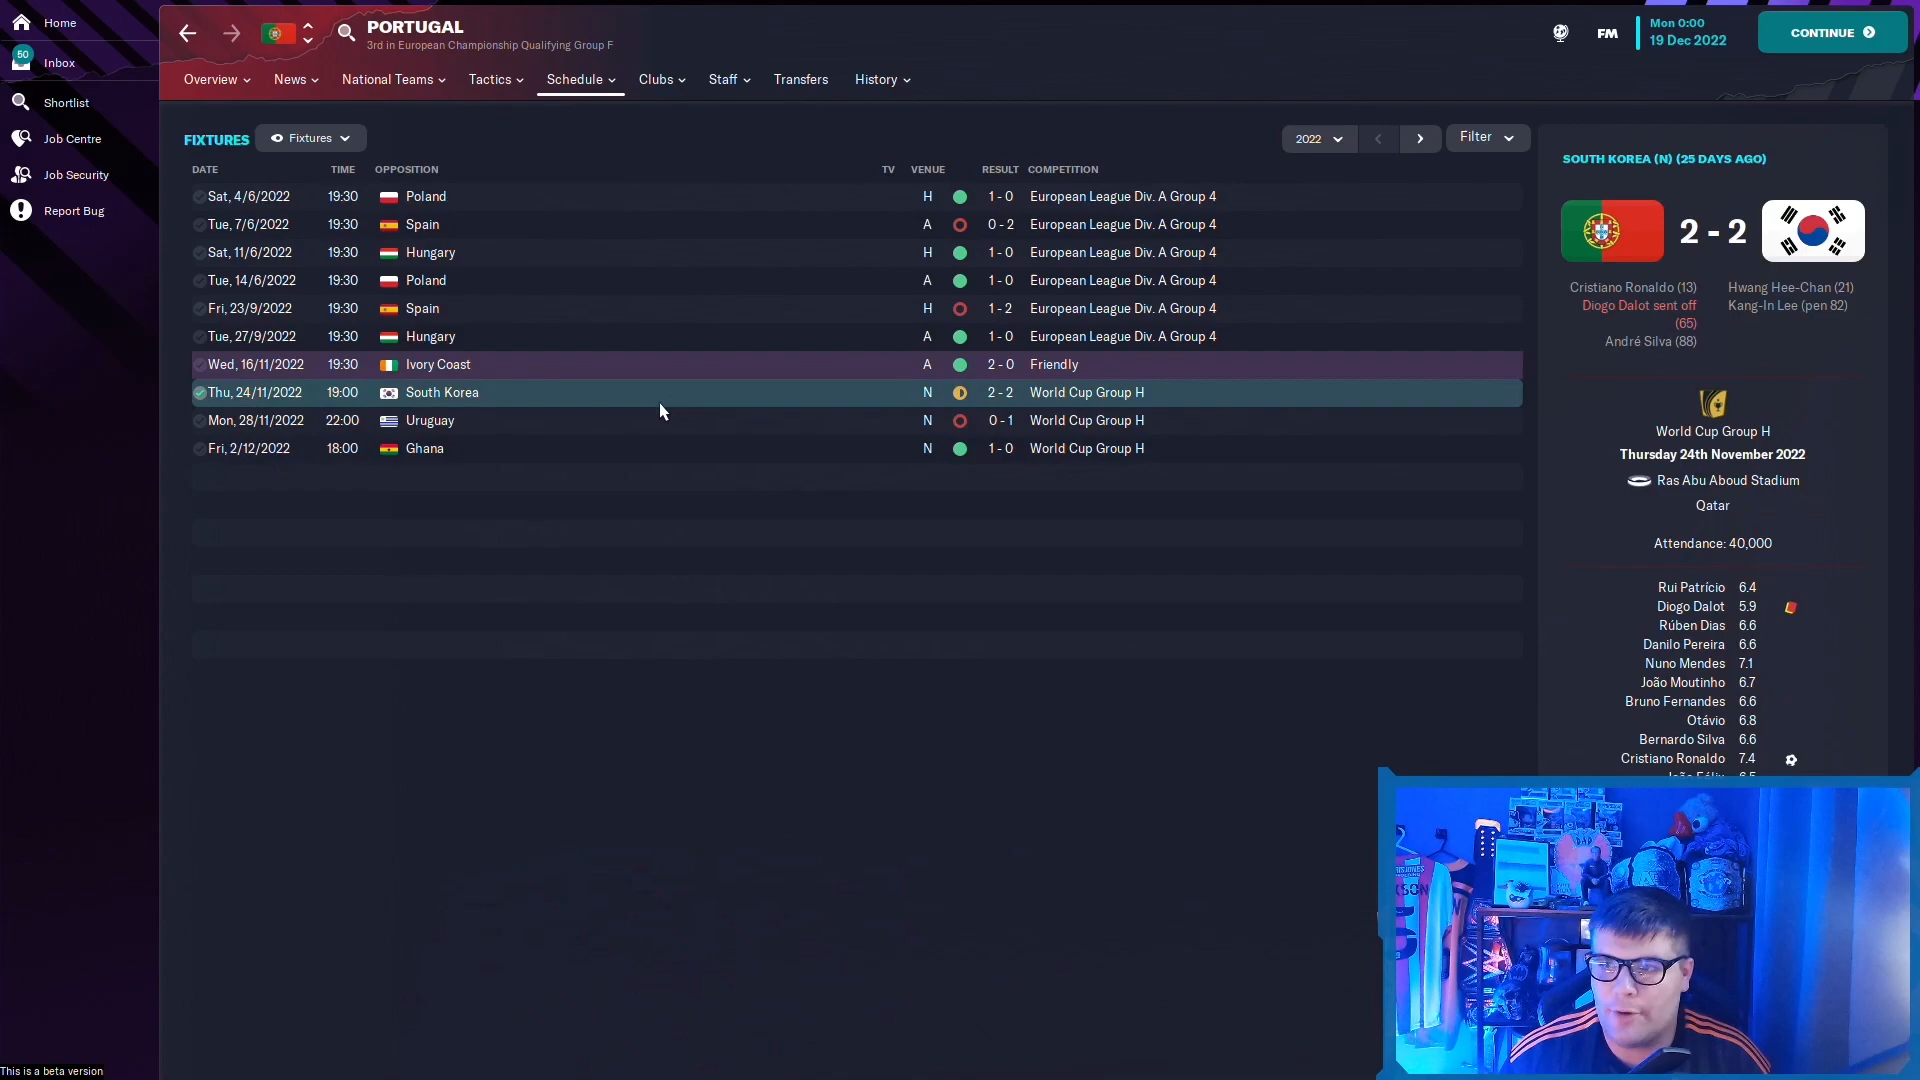 Home
50
Inbox
Shortlist
Job Centre
Job Security
Report Bug
PORTUGAL
3rd in European Championship Qualifying Group F
FM
Mon 0:00
19 Dec 2022
CONTINUE
Overview News National Teams Tactics Schedule Clubs Staff Transfers History
FIXTURES Fixtures 2022 Filter
DATE TIME OPPOSITION TV VENUE RESULT COMPETITION
Sat, 4/6/2022 19:30 Poland H 1 - 0 European League Div. A Group 4
Tue, 7/6/2022 19:30 Spain A 0 - 2 European League Div. A Group 4
Sat, 11/6/2022 19:30 Hungary H 1 - 0 European League Div. A Group 4
Tue, 14/6/2022 19:30 Poland A 1 - 0 European League Div. A Group 4
Fri, 23/9/2022 19:30 Spain H 1 - 2 European League Div. A Group 4
Tue, 27/9/2022 19:30 Hungary A 1 - 0 European League Div. A Group 4
Wed, 16/11/2022 19:30 Ivory Coast A 2 - 0 Friendly
Thu, 24/11/2022 19:00 South Korea N 2 - 2 World Cup Group H
Mon, 28/11/2022 22:00 Uruguay N 0 - 1 World Cup Group H
Fri, 2/12/2022 18:00 Ghana N 1 - 0 World Cup Group H
SOUTH KOREA (N) (25 DAYS AGO)
2 - 2
Cristiano Ronaldo (13)
Diogo Dalot sent off
(65)
André Silva (88)
Hwang Hee-Chan (21)
Kang-In Lee (pen 82)
World Cup Group H
Thursday 24th November 2022
Ras Abu Aboud Stadium
Qatar
Attendance: 40,000
Rui Patrício 6.4
Diogo Dalot 5.9
Rúben Dias 6.6
Danilo Pereira 6.6
Nuno Mendes 7.1
João Moutinho 6.7
Bruno Fernandes 6.6
Otávio 6.8
Bernardo Silva 6.6
Cristiano Ronaldo 7.4
João Félix 6.5
DAD
This is a beta version